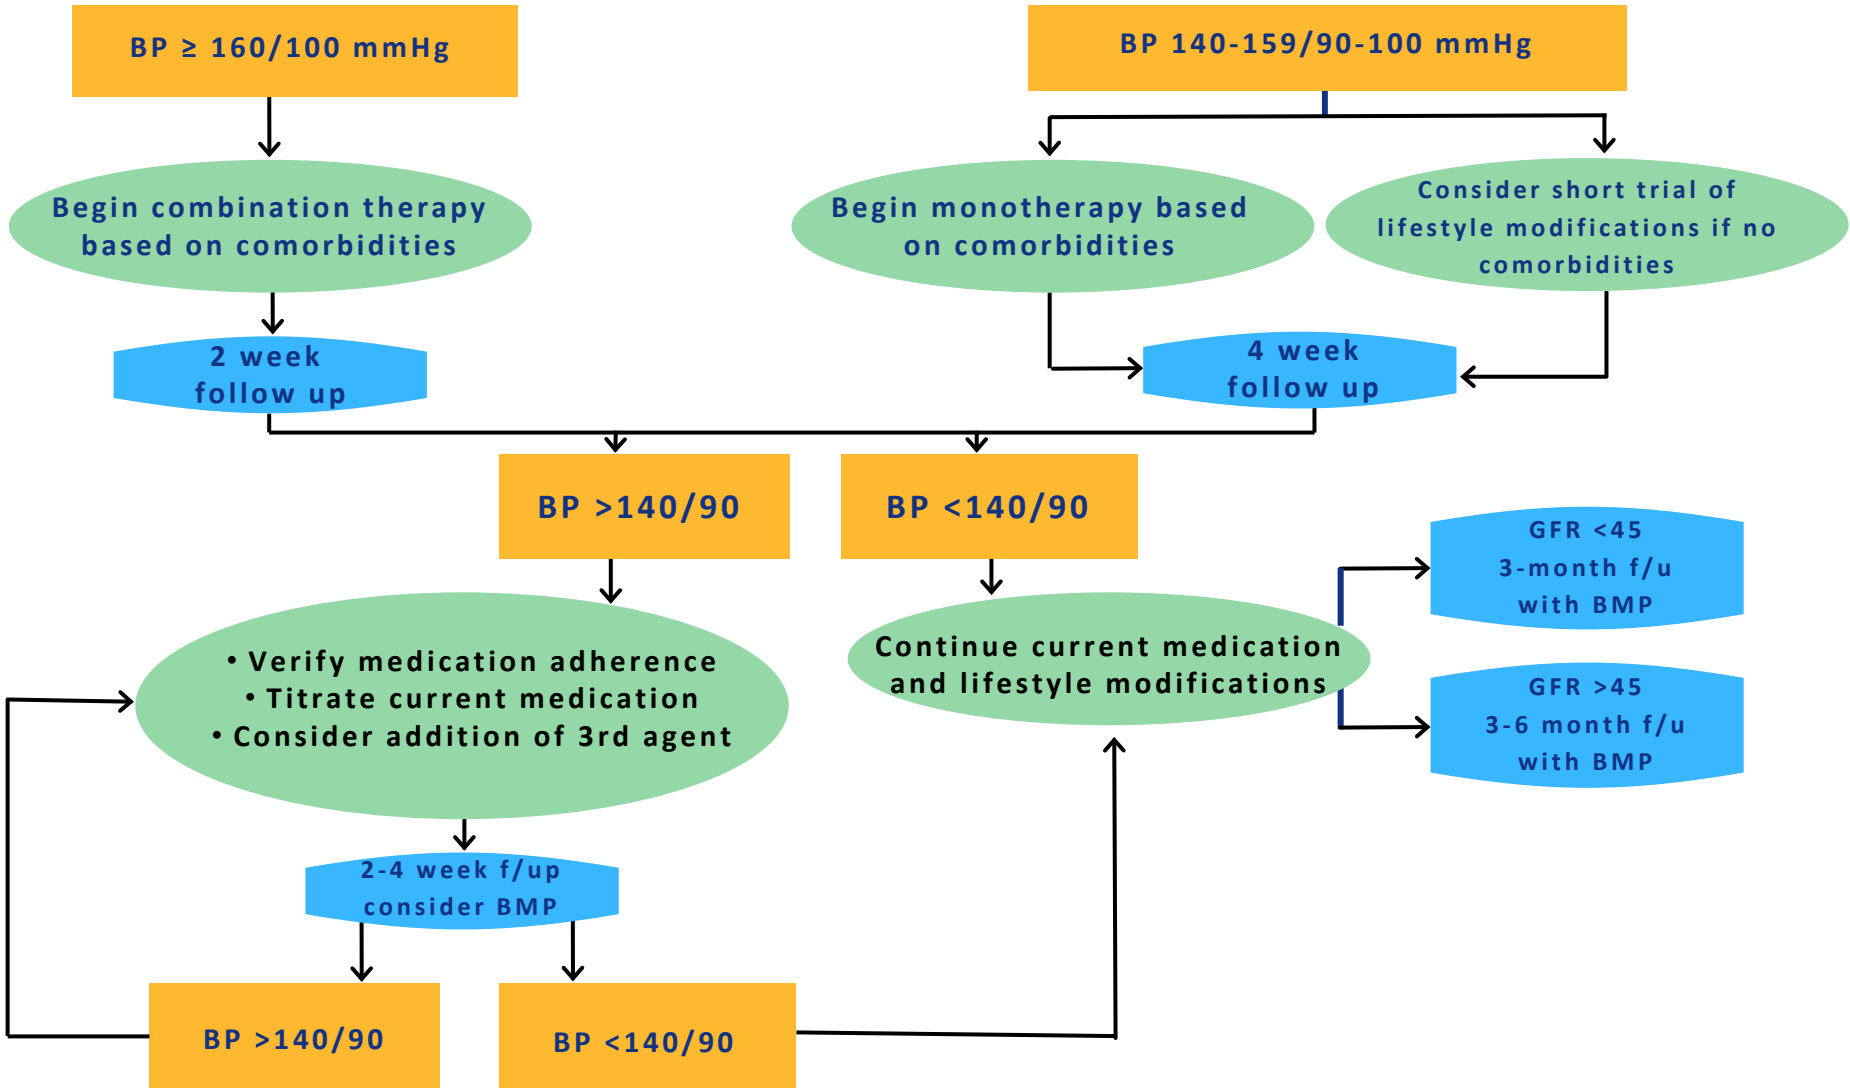 BP ≥ 160/100 mmHg
BP 140-159/90-100 mmHg
Begin combination therapy
based on comorbidities
Begin monotherapy based
on comorbidities
Consider short trial of
lifestyle modifications if no
comorbidities
2 week
follow up
4 week
follow up
BP >140/90
BP <140/90
GFR <45
3-month f/u
with BMP
• Verify medication adherence
• Titrate current medication
• Consider addition of 3rd agent
Continue current medication
and lifestyle modifications
GFR >45
3-6 month f/u
with BMP
2-4 week f/up
consider BMP
BP >140/90
BP <140/90